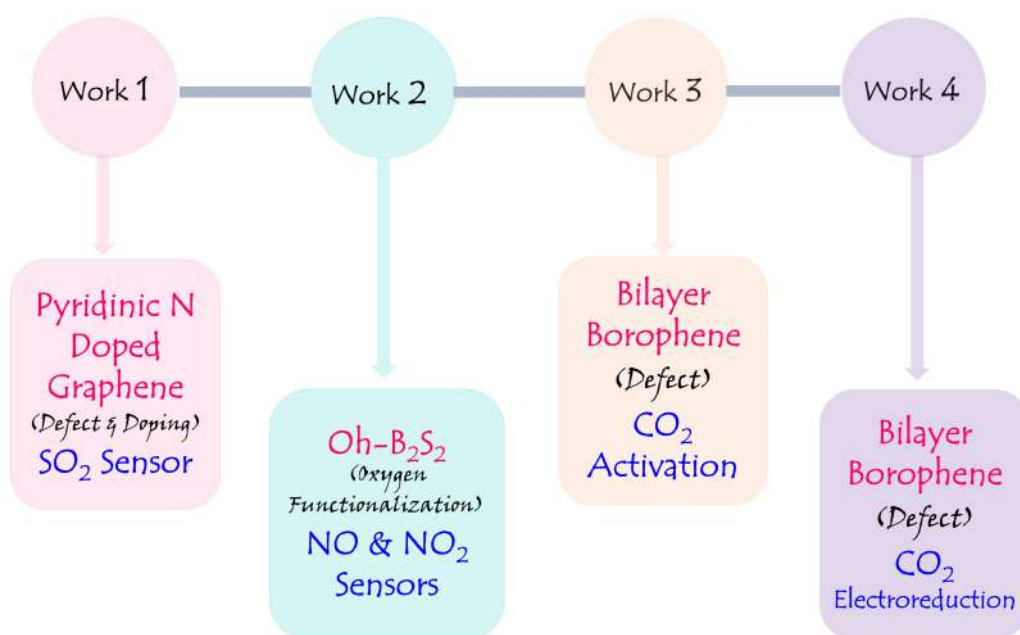 Work 1
Work 2
Work 3
Work 4
Pyridinic N
Doped
Graphene
(Defect & Doping)
SO₂ Sensor
Oh-B₂S₂
(Oxygen
Functionalization)
NO & NO₂
Sensors
Bilayer
Borophene
(Defect)
CO₂
Activation
Bilayer
Borophene
(Defect)
CO₂
Electroreduction